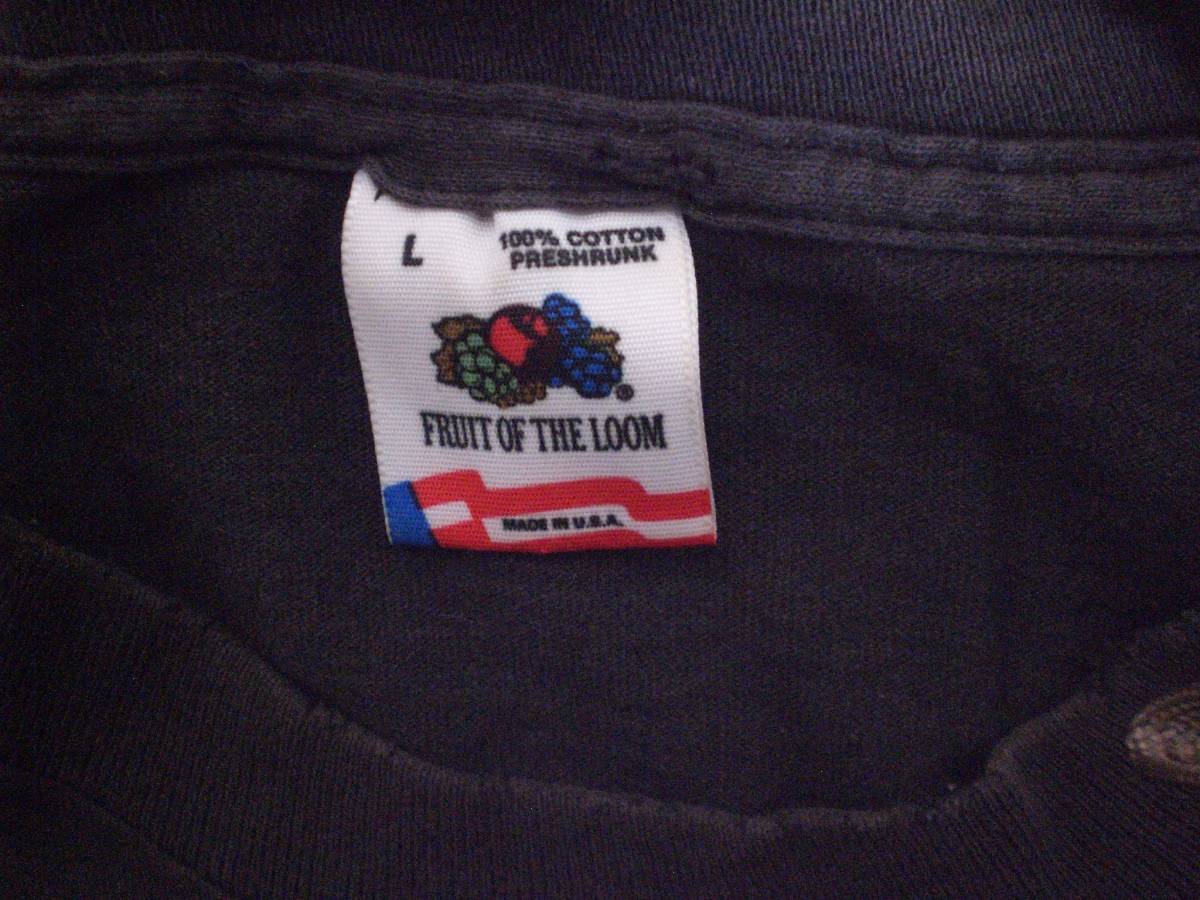 L
100% COTTON
PRESHRUNK
®
FRUIT OF THE LOOM
MADE IN U.S.A.